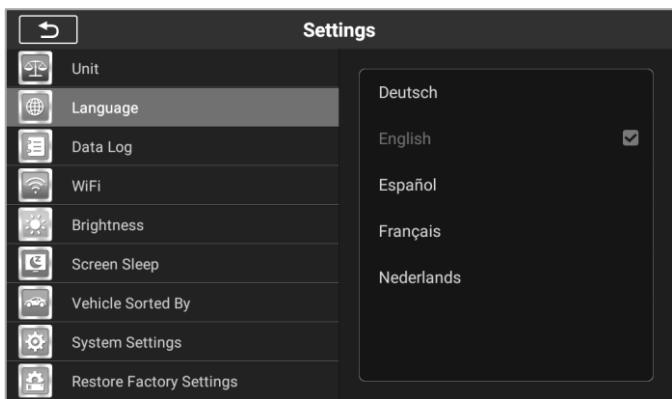 Settings
Unit
Language
Data Log
WiFi
Brightness
Screen Sleep
Vehicle Sorted By
System Settings
Restore Factory Settings
Deutsch
English
Español
Français
Nederlands